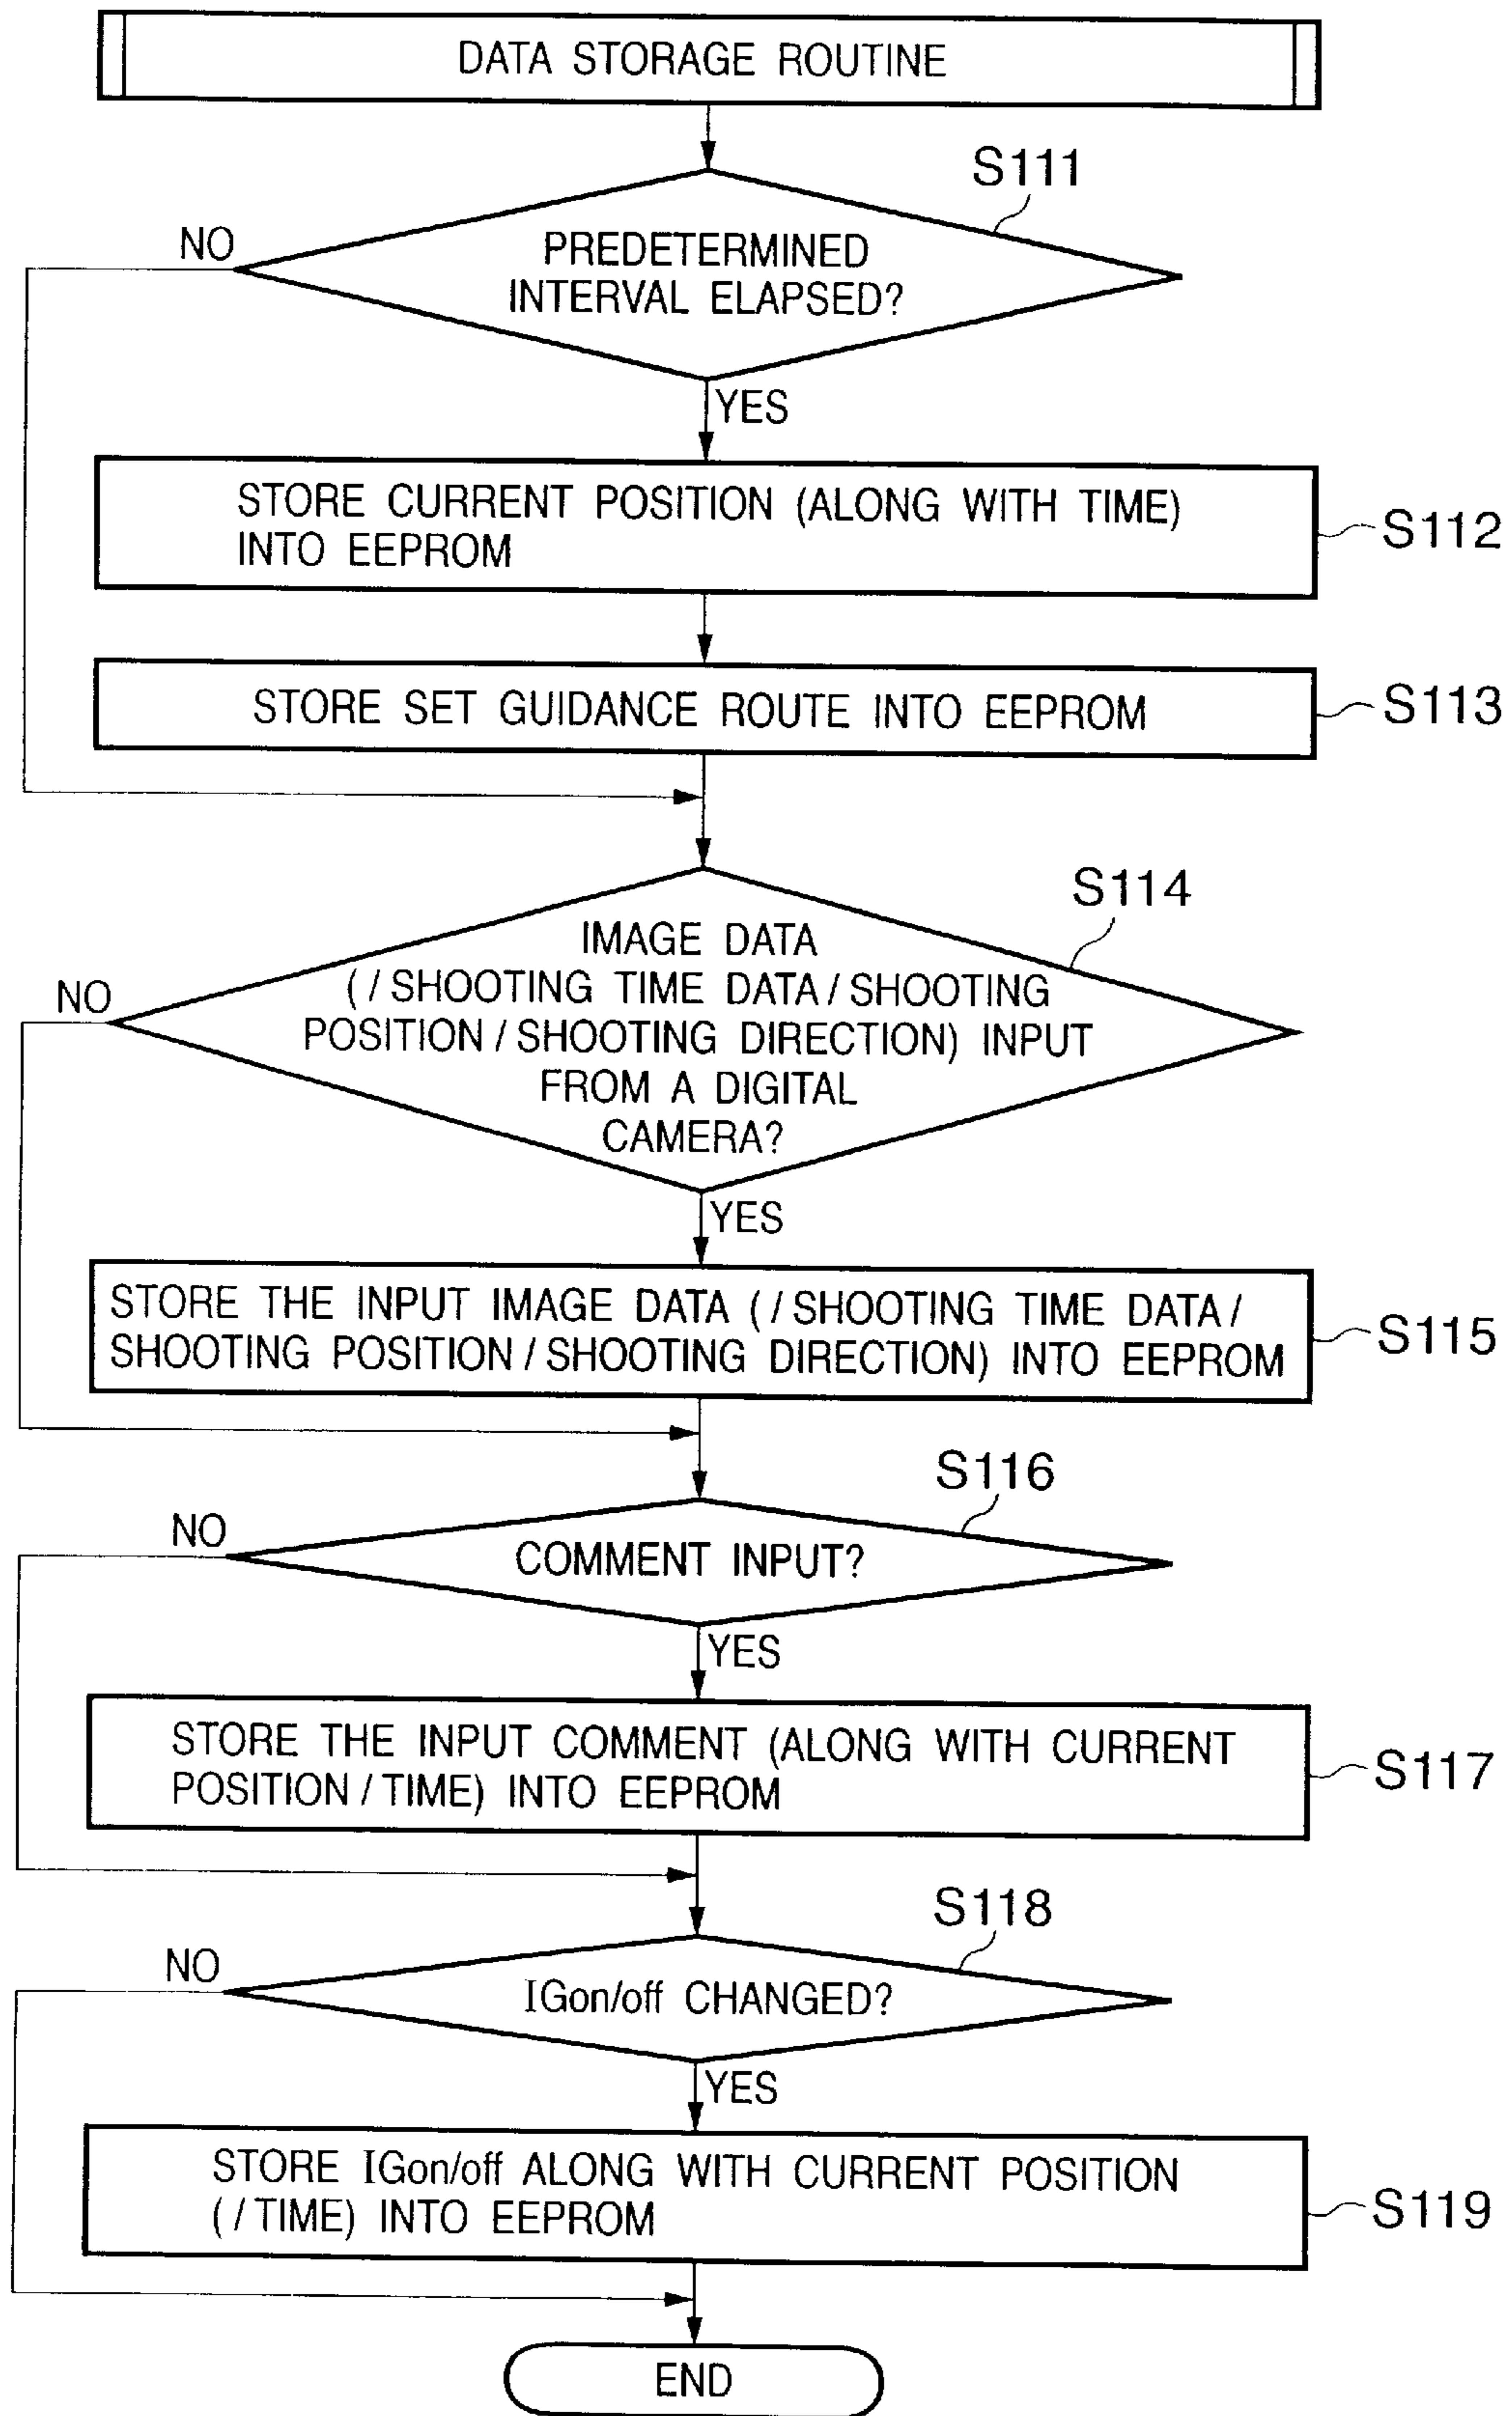 DATA STORAGE ROUTINE
S111
NO
PREDETERMINED
INTERVAL ELAPSED?
YES
STORE CURRENT POSITION (ALONG WITH TIME)
INTO EEPROM
S112
STORE SET GUIDANCE ROUTE INTO EEPROM
S113
S114
NO
IMAGE DATA
(/SHOOTING TIME DATA/SHOOTING
POSITION/SHOOTING DIRECTION) INPUT
FROM A DIGITAL
CAMERA?
YES
STORE THE INPUT IMAGE DATA (/SHOOTING TIME DATA/
SHOOTING POSITION/SHOOTING DIRECTION) INTO EEPROM
S115
S116
NO
COMMENT INPUT?
YES
STORE THE INPUT COMMENT (ALONG WITH CURRENT
POSITION/TIME) INTO EEPROM
S117
S118
NO
IGon/off CHANGED?
YES
STORE IGon/off ALONG WITH CURRENT POSITION
(/TIME) INTO EEPROM
S119
END